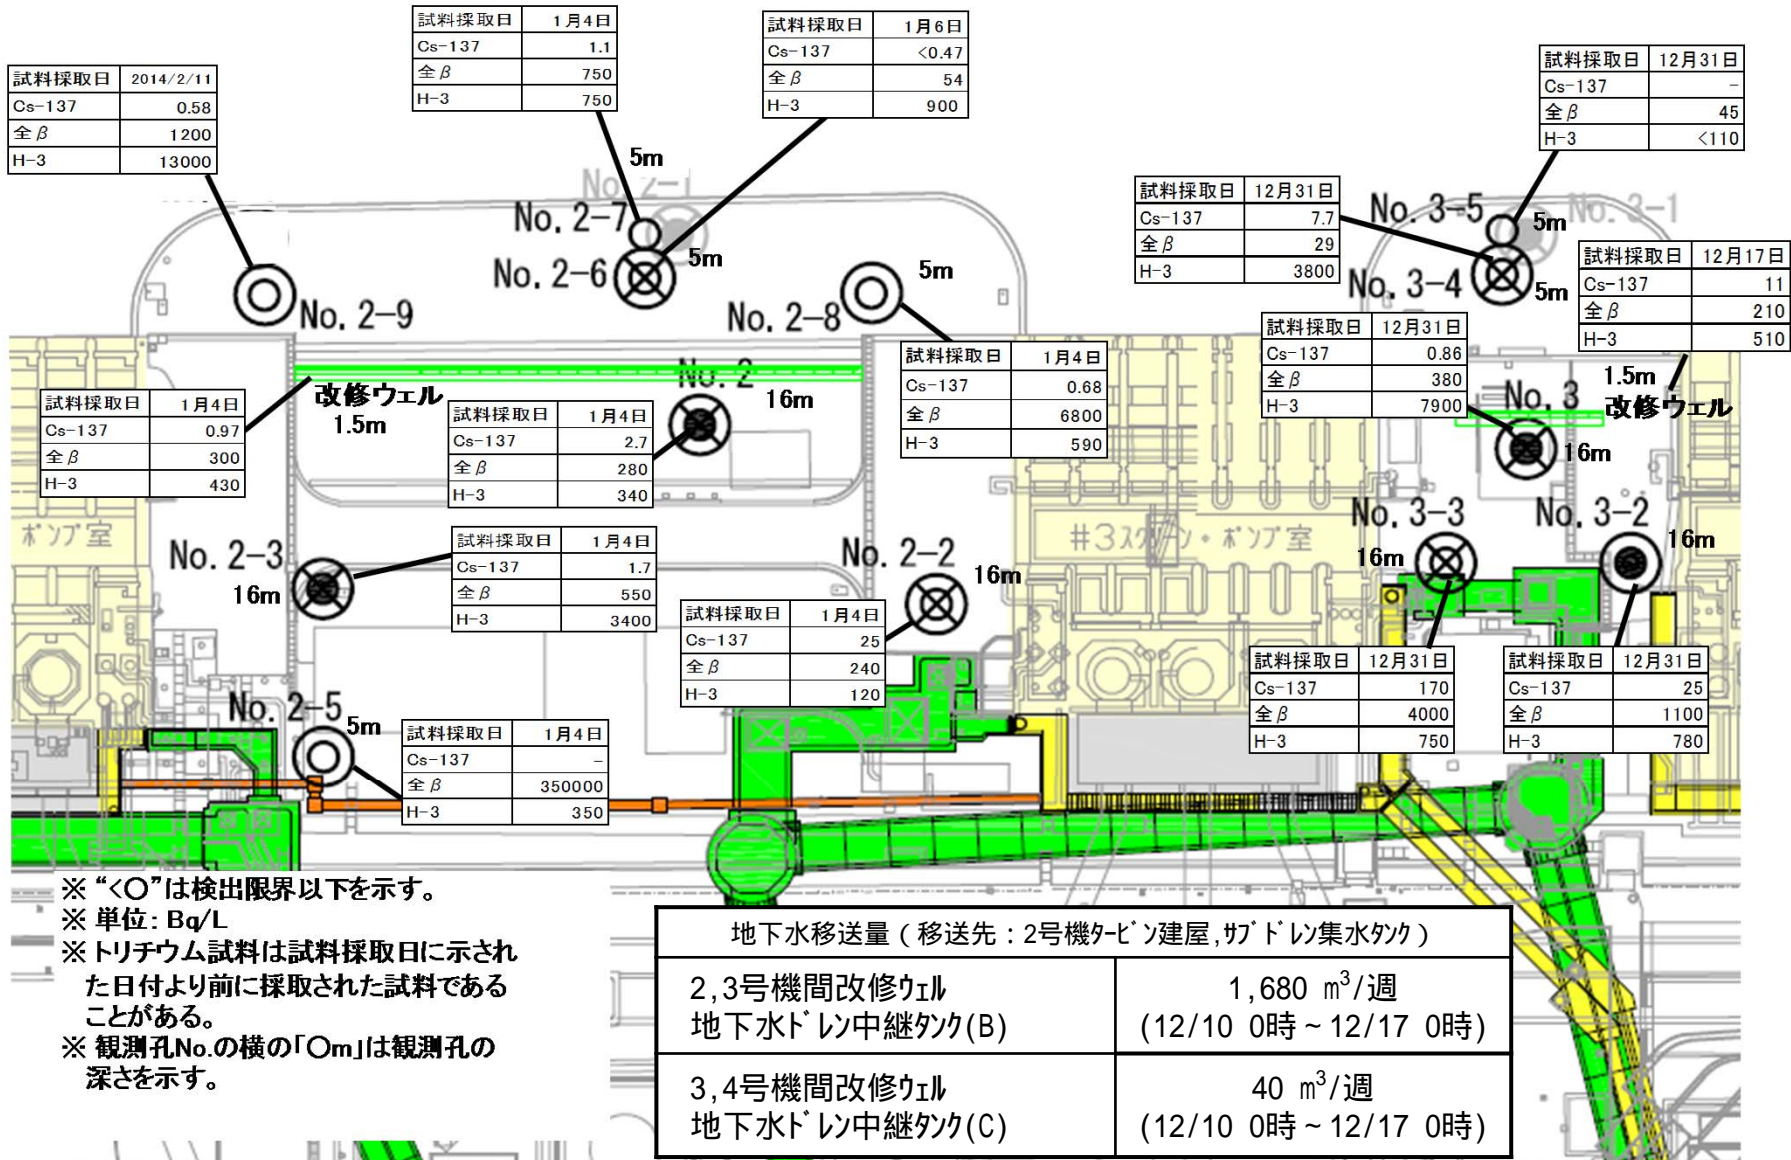 試料採取日 1月4日
Cs-137 1.1
全β 750
H-3 750
試料採取日 1月6日
Cs-137 <0.47
全β 54
H-3 900
試料採取日 12月31日
Cs-137 -
全β 45
H-3 <110
試料採取日 2014/2/11
Cs-137 0.58
全β 1200
H-3 13000
5m
No. 2-1
No. 2-7
No. 2-6
5m
5m
No. 2-9
No. 2-8
試料採取日 12月31日
Cs-137 7.7
全β 29
H-3 3800
No. 3-5
5m
No. 3-1
No. 3-4
5m
試料採取日 12月17日
Cs-137 11
全β 210
H-3 510
試料採取日 12月31日
Cs-137 0.86
全β 380
H-3 7900
試料採取日 1月4日
Cs-137 0.68
全β 6800
H-3 590
No. 2
16m
改修ウェル
1.5m
1.5m
改修ウェル
No. 3
16m
試料採取日 1月4日
Cs-137 0.97
全β 300
H-3 430
試料採取日 1月4日
Cs-137 2.7
全β 280
H-3 340
ポンプ室
No. 2-3
16m
試料採取日 1月4日
Cs-137 1.7
全β 550
H-3 3400
No. 2-2
16m
#3スクリーン・ポンプ室
No. 3-3
16m
No. 3-2
16m
試料採取日 1月4日
Cs-137 25
全β 240
H-3 120
試料採取日 12月31日
Cs-137 170
全β 4000
H-3 750
試料採取日 12月31日
Cs-137 25
全β 1100
H-3 780
No. 2-5
5m
試料採取日 1月4日
Cs-137 -
全β 350000
H-3 350
※ “<○”は検出限界以下を示す。
※ 単位: Bq/L
※ トリチウム試料は試料採取日に示され
た日付より前に採取された試料である
ことがある。
※ 観測孔No.の横の「○m」は観測孔の
深さを示す。
地下水移送量 ( 移送先 : 2号機タービン建屋,サブドレン集水タンク )
2,3号機間改修ウェル 1,680 m³/週
地下水ドレン中継タンク(B) (12/10 0時 ~ 12/17 0時)
3,4号機間改修ウェル 40 m³/週
地下水ドレン中継タンク(C) (12/10 0時 ~ 12/17 0時)